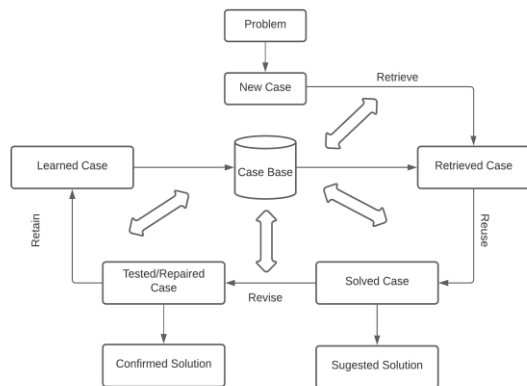 Problem
New Case
Retrieve
Learned Case
Case Base
Retrieved Case
Retain
Reuse
Tested/Repaired
Case
Revise
Solved Case
Confirmed Solution
Sugested Solution